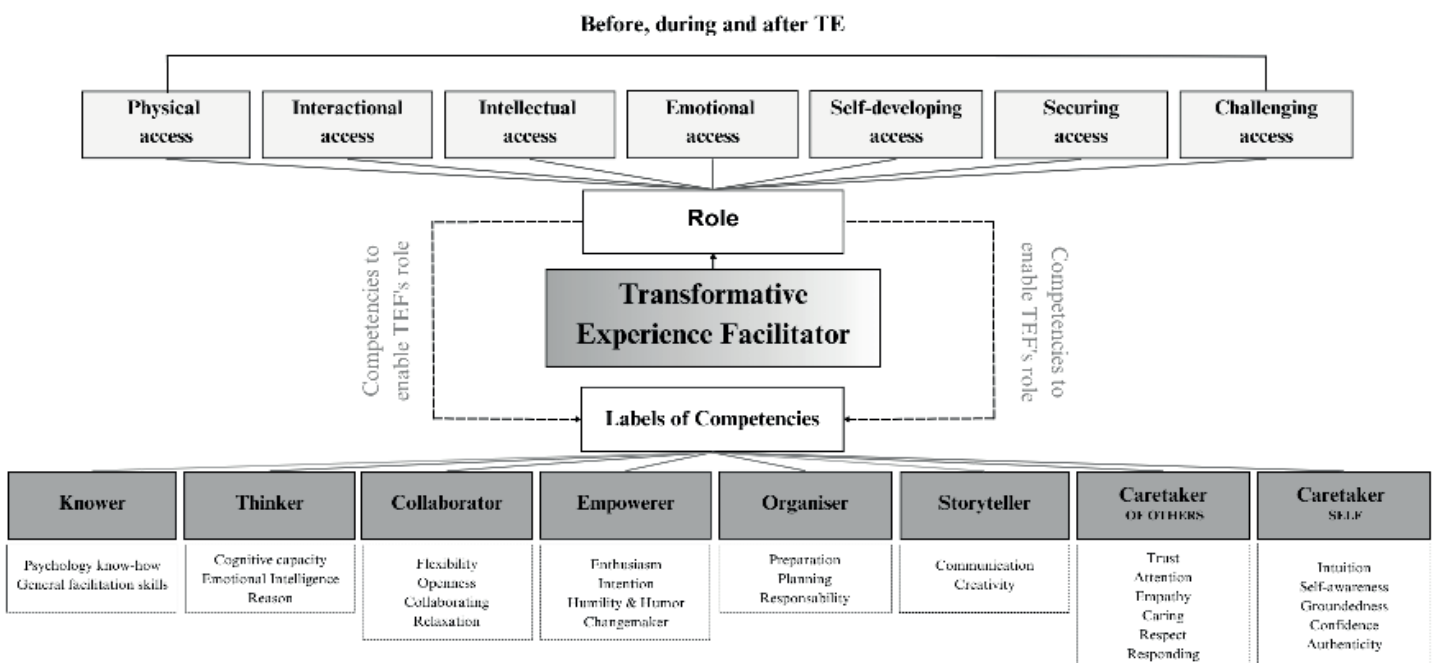 Before, during and after TE
Physical
access
Interactional
access
Intellectual
access
Emotional
access
Self-developing
access
Securing
access
Challenging
access
Role
Competencies to
enable TEF's role
Transformative
Experience Facilitator
Competencies to
enable TEF's role
Labels of Competencies
Knower
Psychology know-how
General facilitation skills
Thinker
Cognitive capacity
Emotional Intelligence
Reason
Collaborator
Flexibility
Openness
Collaborating
Relaxation
Empowerer
Enthusiasm
Intention
Humility & Humor
Changemaker
Organiser
Preparation
Planning
Responsability
Storyteller
Communication
Creativity
Caretaker
OF OTHERS
Trust
Attention
Empathy
Caring
Respect
Responding
Caretaker
SELF
Intuition
Self-awareness
Groundedness
Confidence
Authenticity